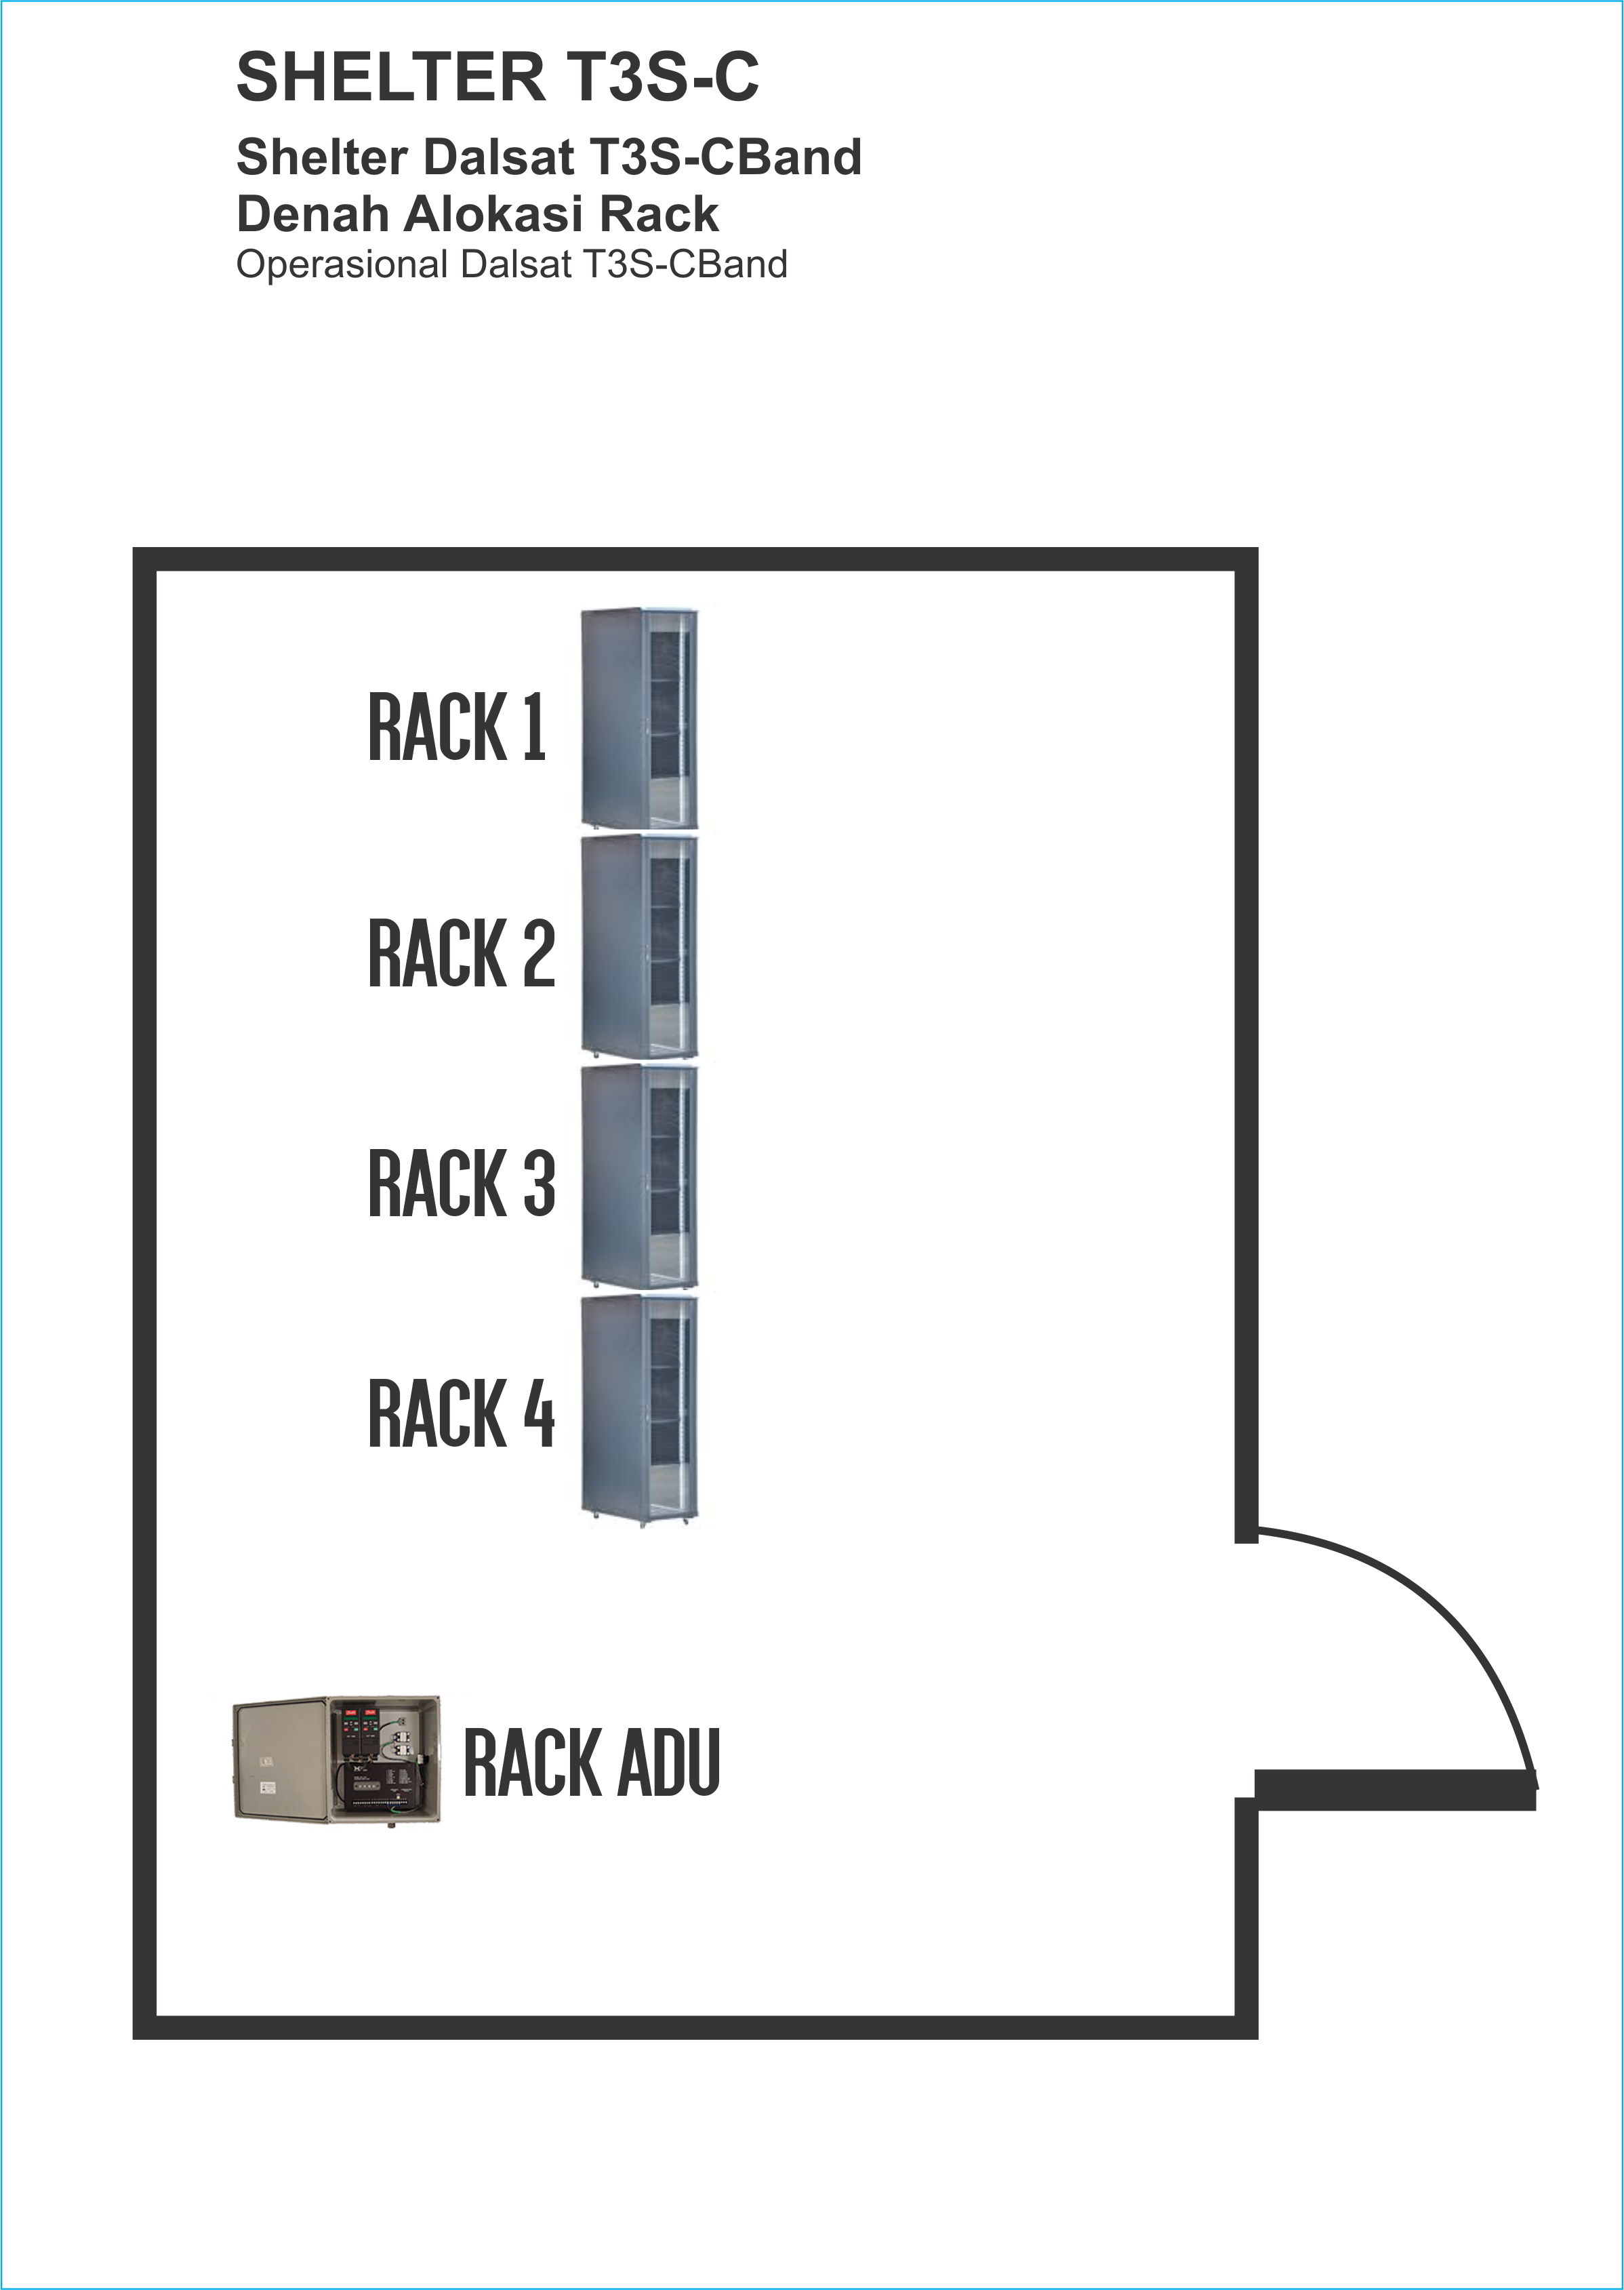 SHELTER T3S-C
Shelter Dalsat T3S-CBand
Denah Alokasi Rack
Operasional Dalsat T3S-CBand
RACK 1
RACK 2
RACK 3
RACK 4
RACK ADU